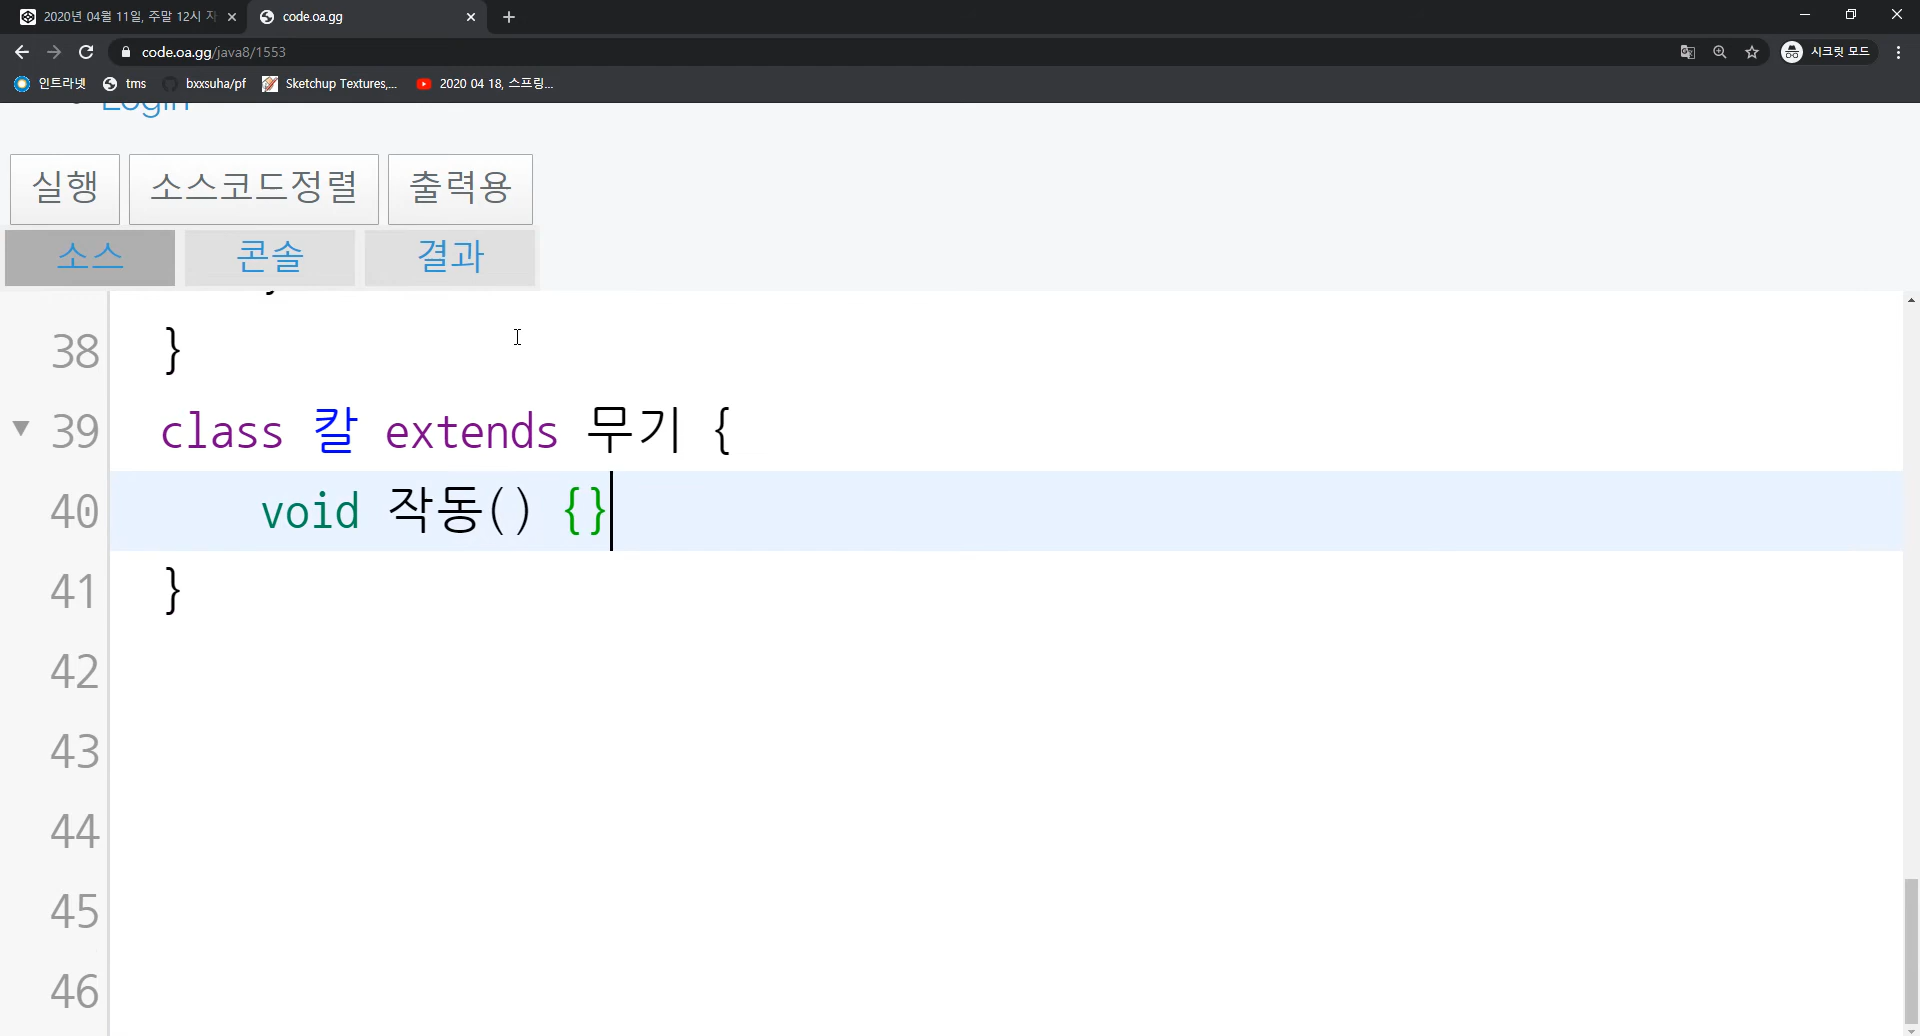 2020년 04월 11일, 주말 12시 자
code.oa.gg
code.oa.gg/java8/1553
시크릿 모드
인트라넷
tms
bxxsuha/pf
Sketchup Textures,...
2020 04 18, 스프링...
Login
실행
소스코드정렬
출력용
소스
콘솔
결과
38 }
39 class 칼 extends 무기 {
40 void 작동() {}
41 }
42
43
44
45
46